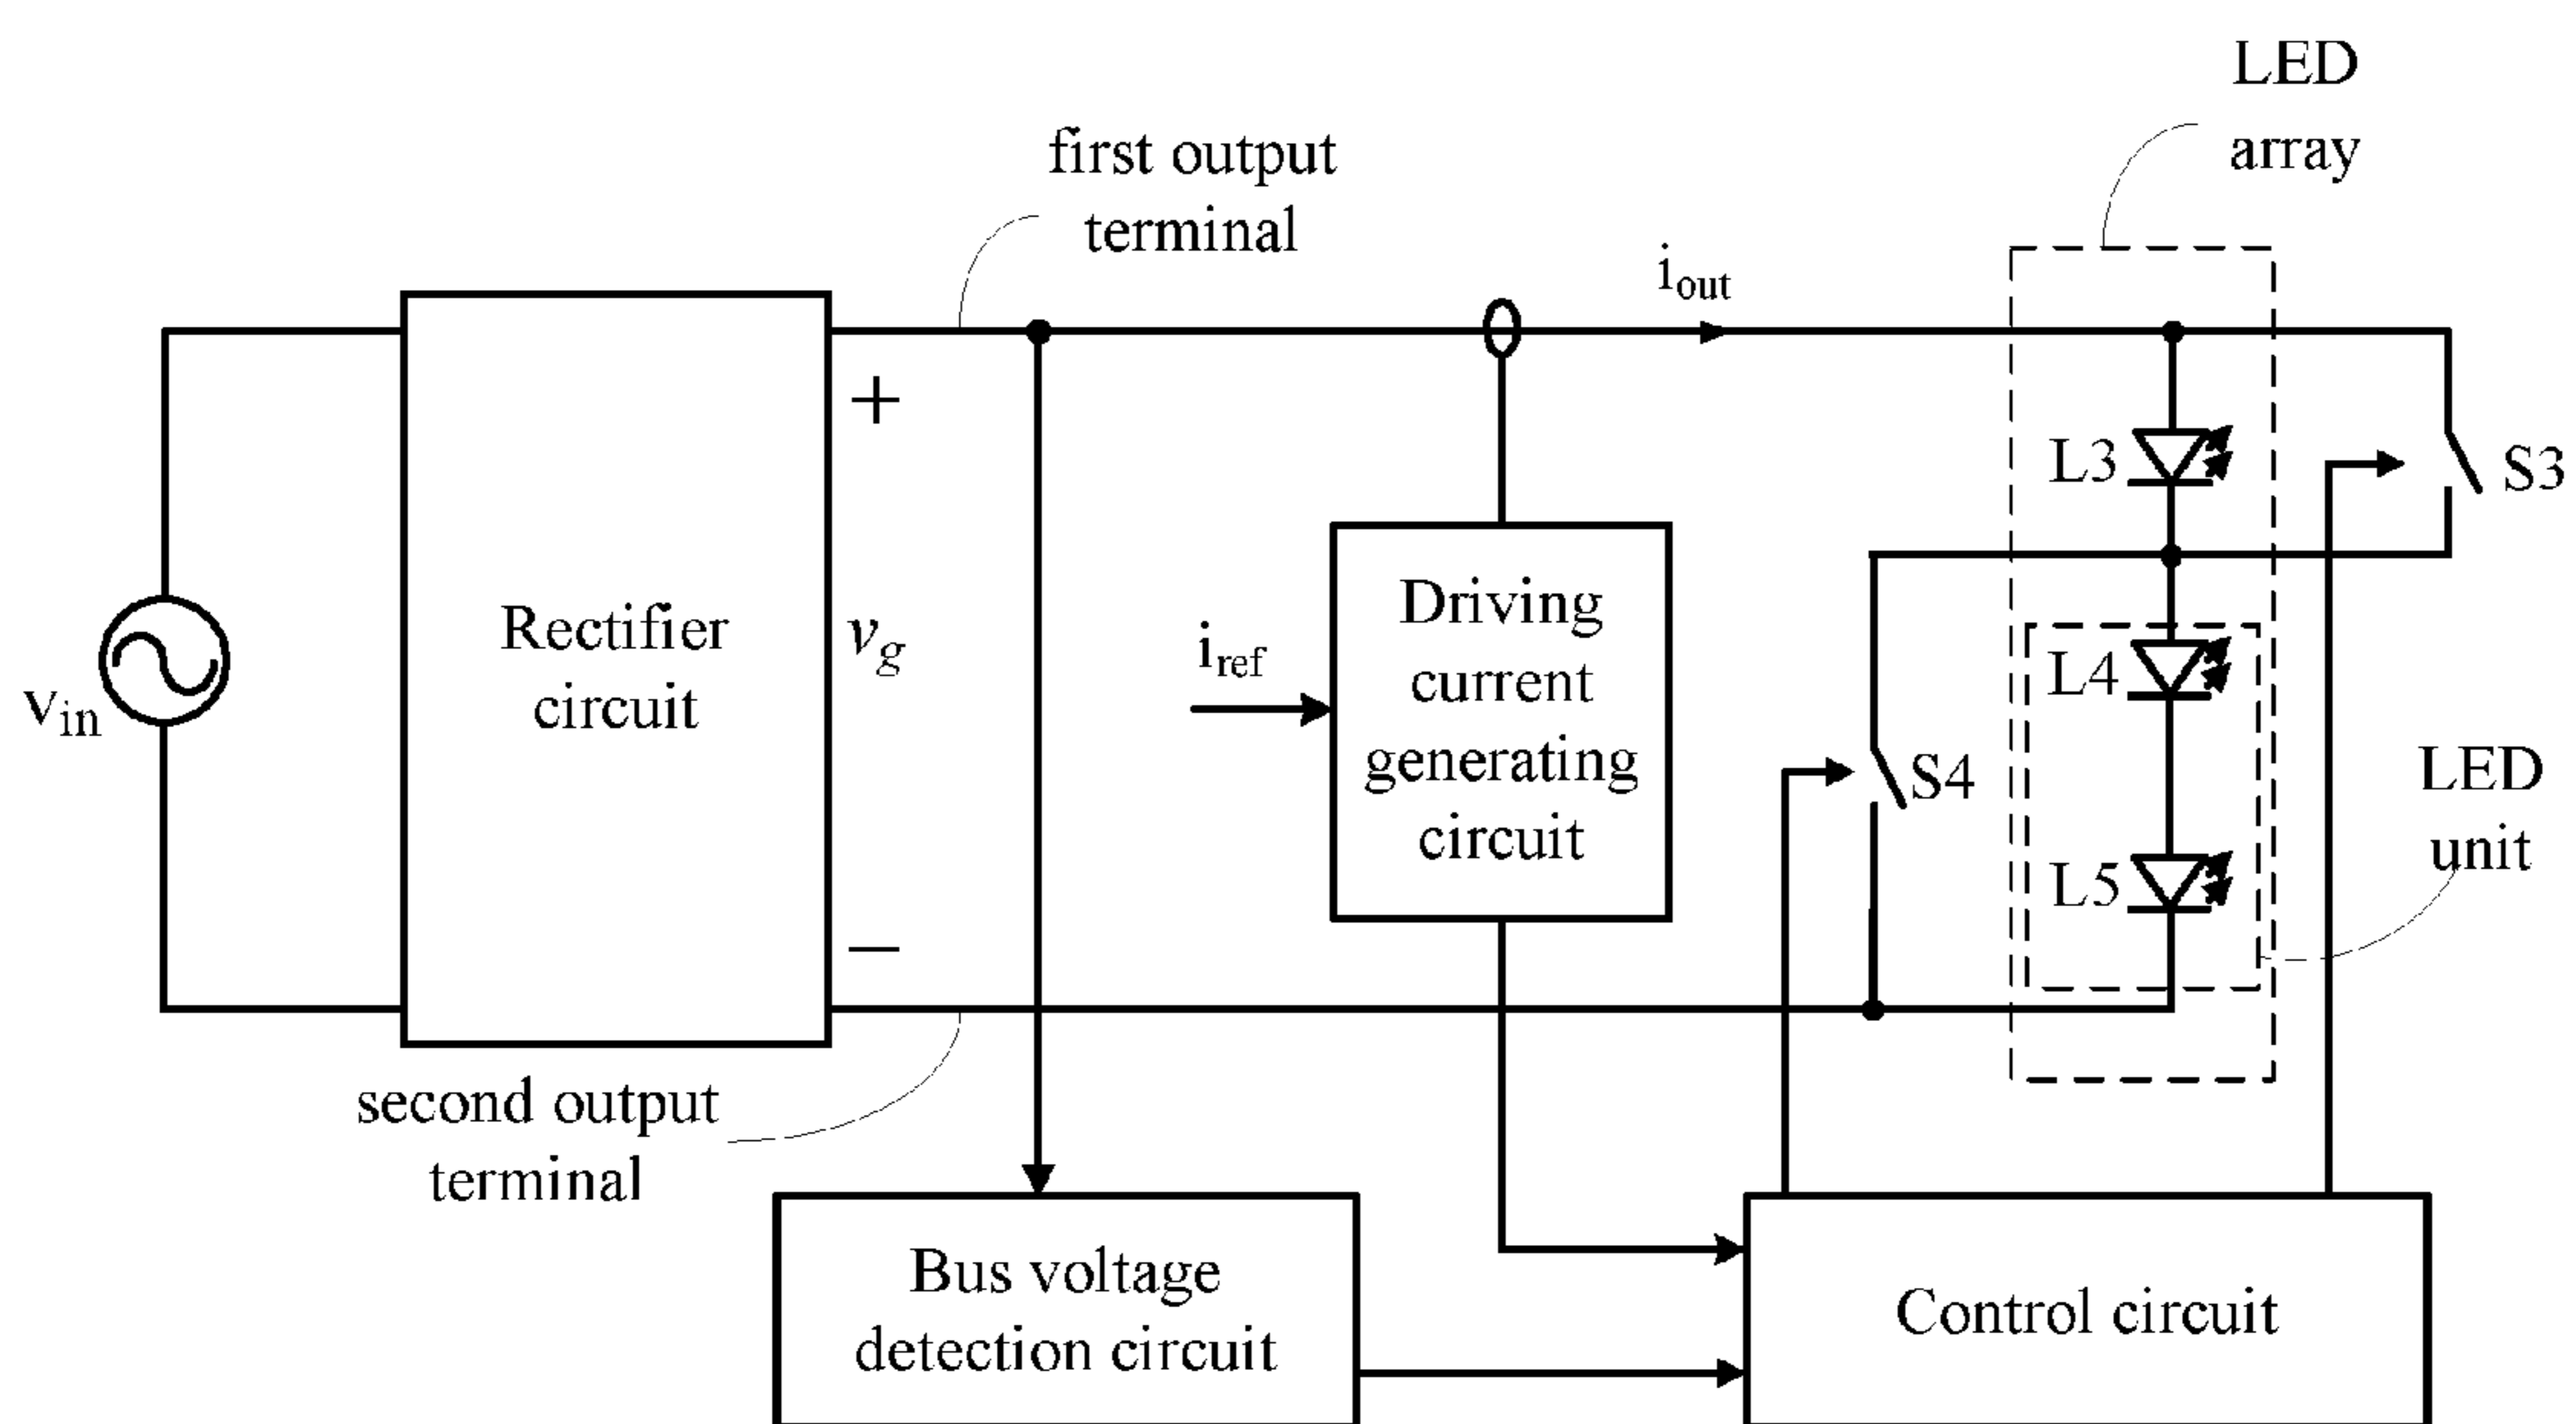 LED
array
first output
terminal
iout
+
L3
S3
Rectifier
circuit
vg
vin
iref
Driving
current
generating
circuit
L4
S4
LED
unit
L5
−
second output
terminal
Bus voltage
detection circuit
Control circuit